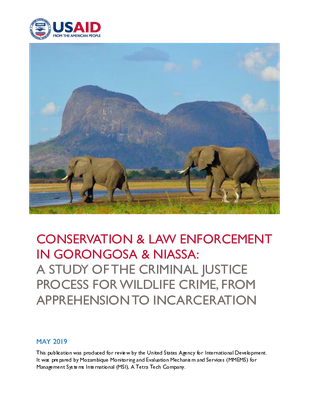 USAID
FROM THE AMERICAN PEOPLE
CONSERVATION & LAW ENFORCEMENT
IN GORONGOSA & NIASSA:
A STUDY OF THE CRIMINAL JUSTICE
PROCESS FOR WILDLIFE CRIME, FROM
APPREHENSION TO INCARCERATION
MAY 2019
This publication was produced for review by the United States Agency for International Development.
It was prepared by Mozambique Monitoring and Evaluation Mechanism and Services (MMEMS) for
Management Systems International (MSI), A Tetra Tech Company.